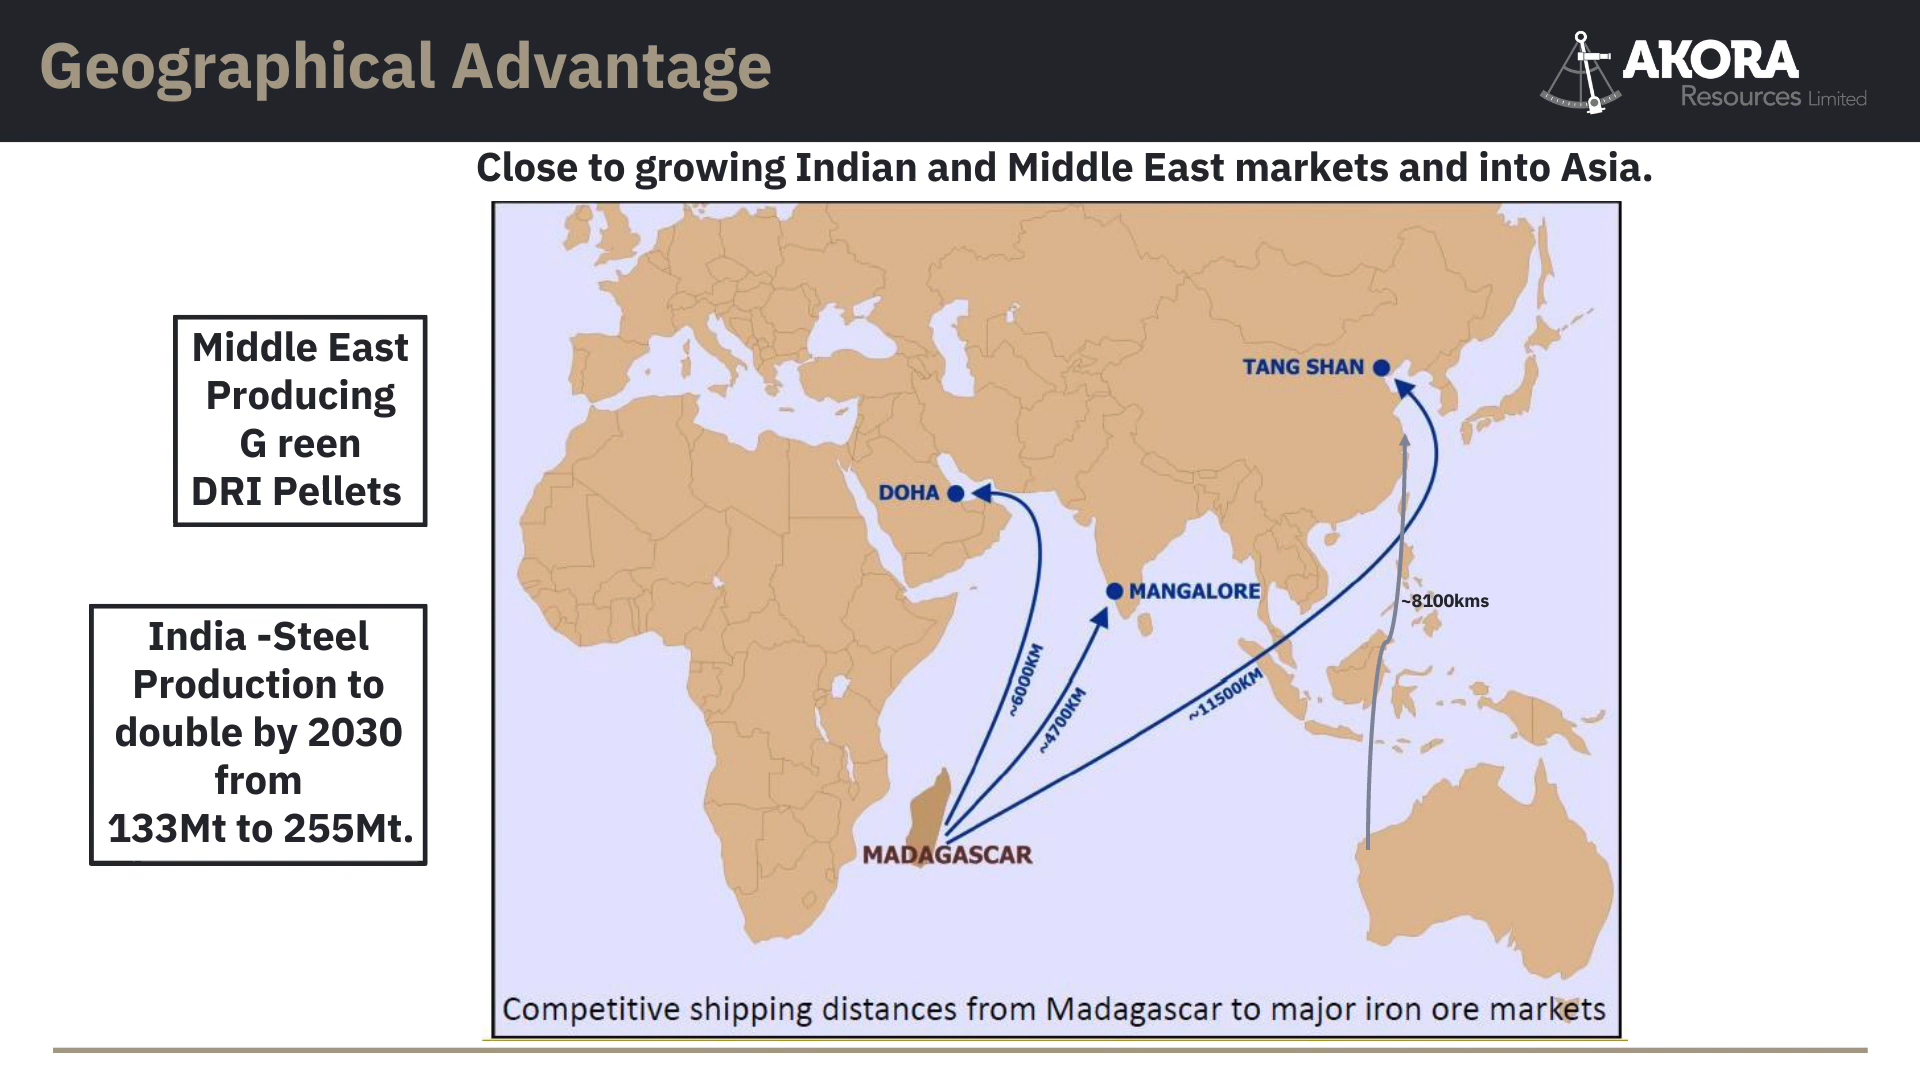 Geographical Advantage
AKORA
Resources Limited
Close to growing Indian and Middle East markets and into Asia.
Middle East
Producing
G reen
DRI Pellets
India -Steel
Production to
double by 2030
from
133Mt to 255Mt.
TANG SHAN
DOHA
MANGALORE
~8100kms
~6000KM
~4700KM
~11500KM
MADAGASCAR
Competitive shipping distances from Madagascar to major iron ore markets